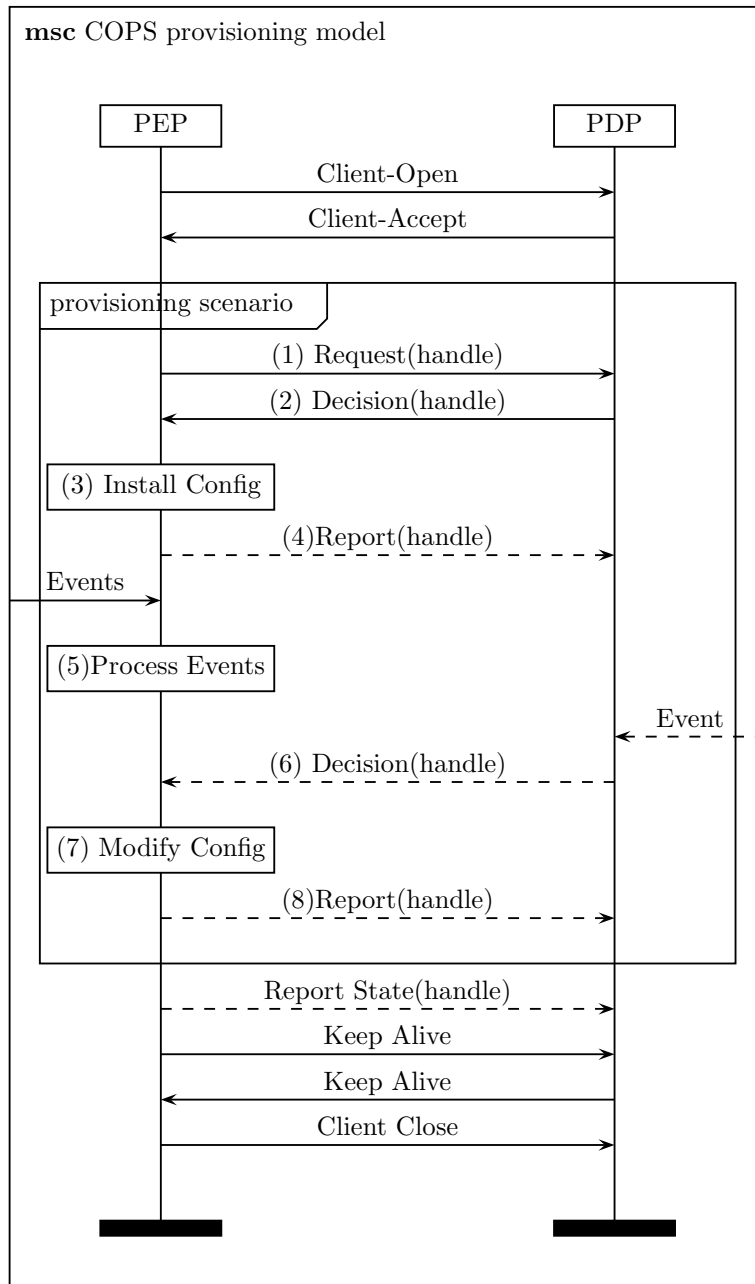 msc COPS provisioning model
PEP
PDP
Client-Open
Client-Accept
provisioning scenario
(1) Request(handle)
(2) Decision(handle)
(3) Install Config
(4)Report(handle)
Events
(5)Process Events
Event
(6) Decision(handle)
(7) Modify Config
(8)Report(handle)
Report State(handle)
Keep Alive
Keep Alive
Client Close